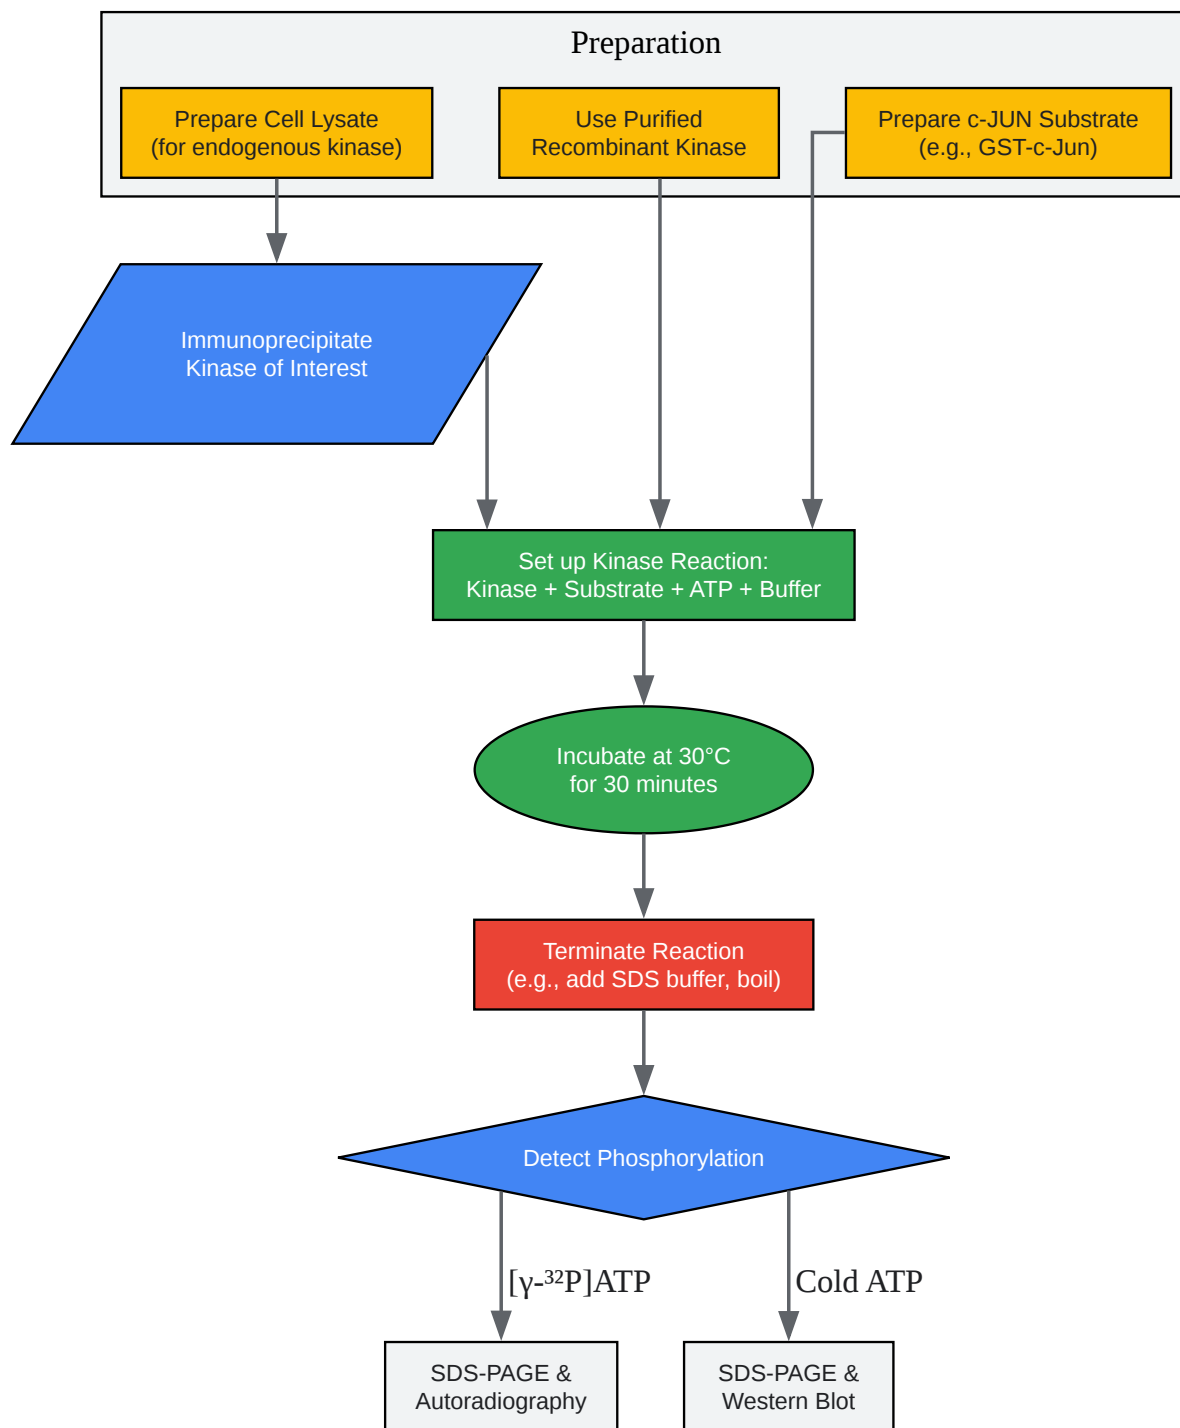 Preparation
Prepare Cell Lysate
(for endogenous kinase)
Use Purified
Recombinant Kinase
Prepare c-JUN Substrate
(e.g., GST-c-Jun)
Immunoprecipitate
Kinase of Interest
Set up Kinase Reaction:
Kinase + Substrate + ATP + Buffer
Incubate at 30°C
for 30 minutes
Terminate Reaction
(e.g., add SDS buffer, boil)
Detect Phosphorylation
[γ-³²P]ATP
Cold ATP
SDS-PAGE &
Autoradiography
SDS-PAGE &
Western Blot